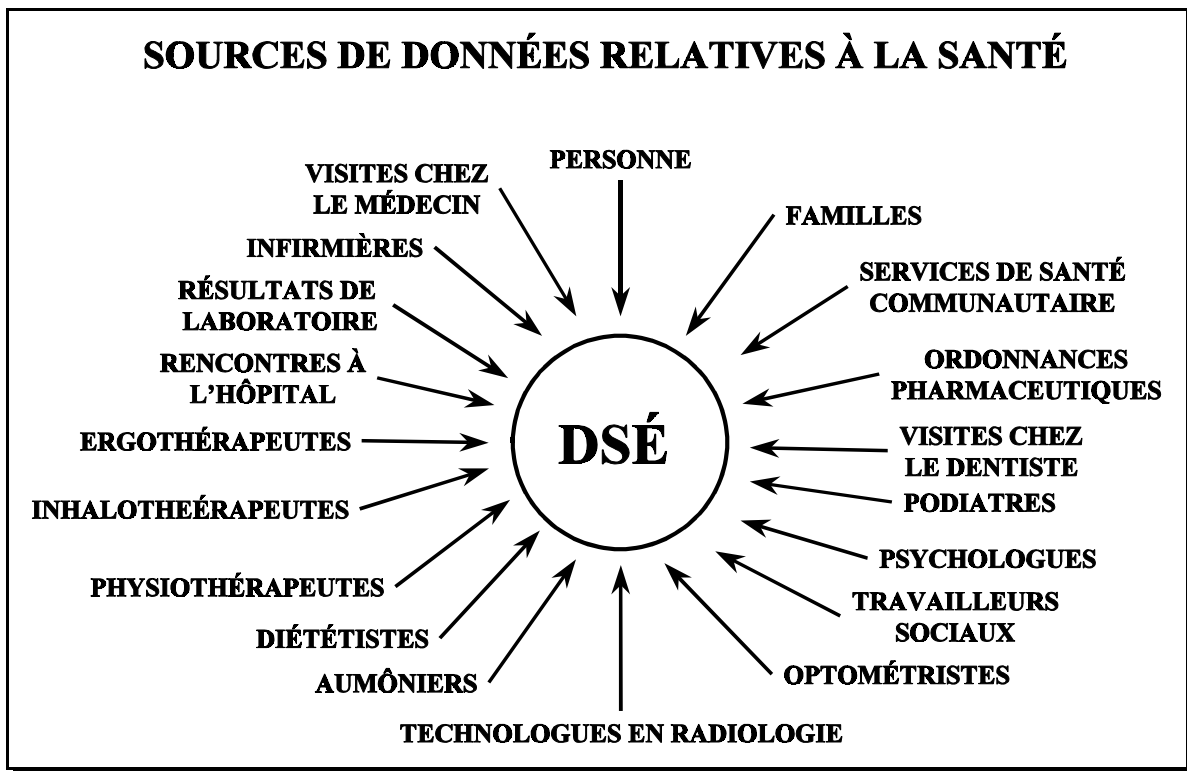 SOURCES DE DONNÉES RELATIVES À LA SANTÉ
PERSONNE
VISITES CHEZ
LE MÉDECIN
INFIRMIÈRES
RÉSULTATS DE
LABORATOIRE
RENCONTRES À
L’HÔPITAL
ERGOTHÉRAPEUTES
INHALOTHEÉRAPEUTES
PHYSIOTHÉRAPEUTES
DIÉTÉTISTES
AUMÔNIERS
DSÉ
FAMILLES
SERVICES DE SANTÉ
COMMUNAUTAIRE
ORDONNANCES
PHARMACEUTIQUES
VISITES CHEZ
LE DENTISTE
PODIATRES
PSYCHOLOGUES
TRAVAILLEURS
SOCIAUX
OPTOMÉTRISTES
TECHNOLOGUES EN RADIOLOGIE